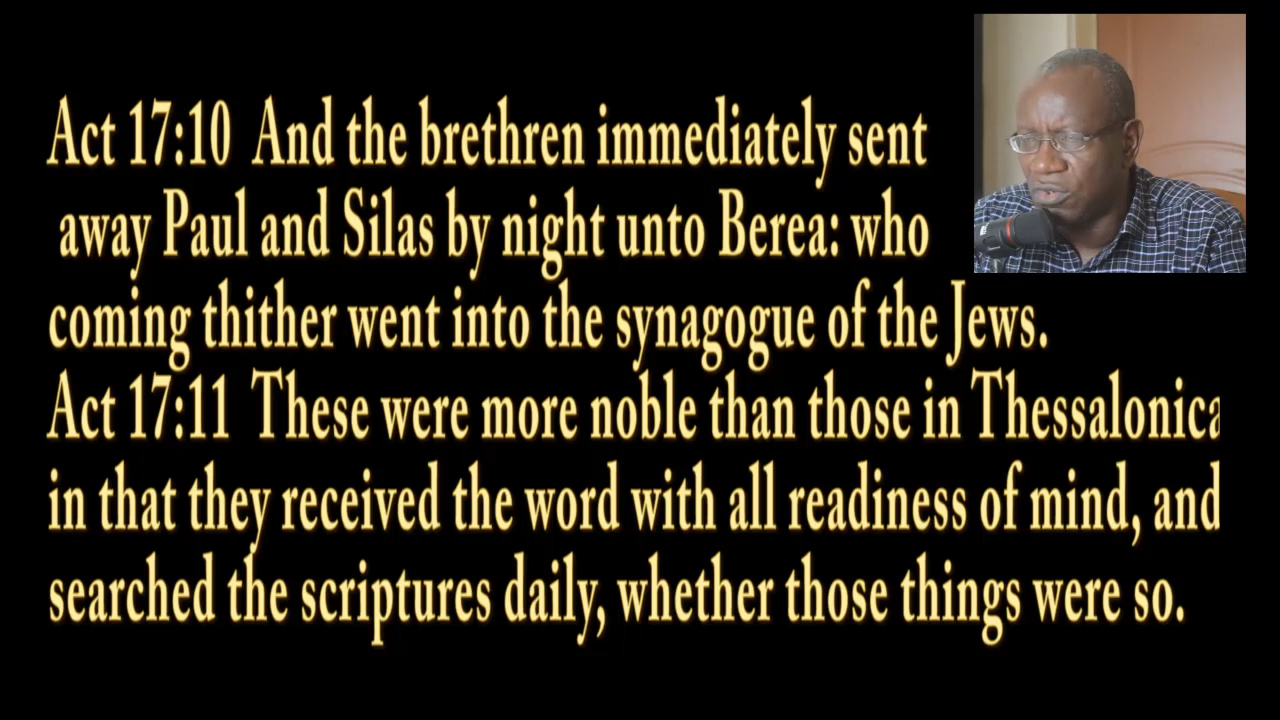 Act 17:10 And the brethren immediately sent
away Paul and Silas by night unto Berea: who
coming thither went into the synagogue of the Jews.
Act 17:11 These were more noble than those in Thessalonica
in that they received the word with all readiness of mind, and
searched the scriptures daily, whether those things were so.